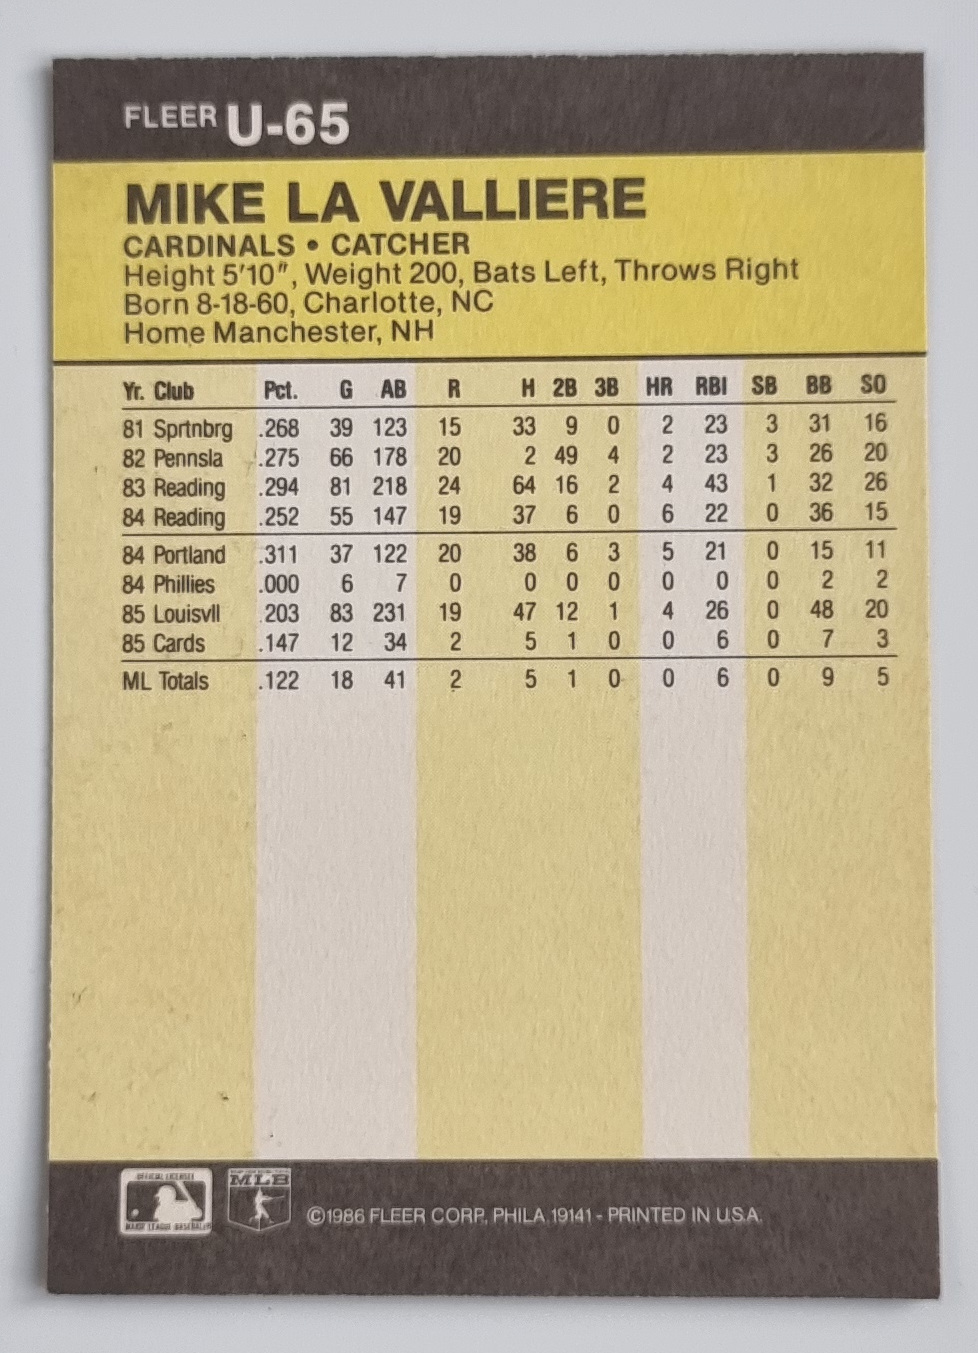 FLEER U-65
MIKE LA VALLIERE
CARDINALS • CATCHER
Height 5'10", Weight 200, Bats Left, Throws Right
Born 8-18-60, Charlotte, NC
Home Manchester, NH
Yr. Club Pct. G AB R H 2B 3B HR RBI SB BB SO
81 Sprtnbrg .268 39 123 15 33 9 0 2 23 3 31 16
82 Pennsla .275 66 178 20 2 49 4 2 23 3 26 20
83 Reading .294 81 218 24 64 16 2 4 43 1 32 26
84 Reading .252 55 147 19 37 6 0 6 22 0 36 15
84 Portland .311 37 122 20 38 6 3 5 21 0 15 11
84 Phillies .000 6 7 0 0 0 0 0 0 0 2 2
85 Louisvll .203 83 231 19 47 12 1 4 26 0 48 20
85 Cards .147 12 34 2 5 1 0 0 6 0 7 3
ML Totals .122 18 41 2 5 1 0 0 6 0 9 5
OFFICIAL LICENSEE
MAJOR LEAGUE BASEBALL
MLB
©1986 FLEER CORP., PHILA. 19141 - PRINTED IN U.S.A.